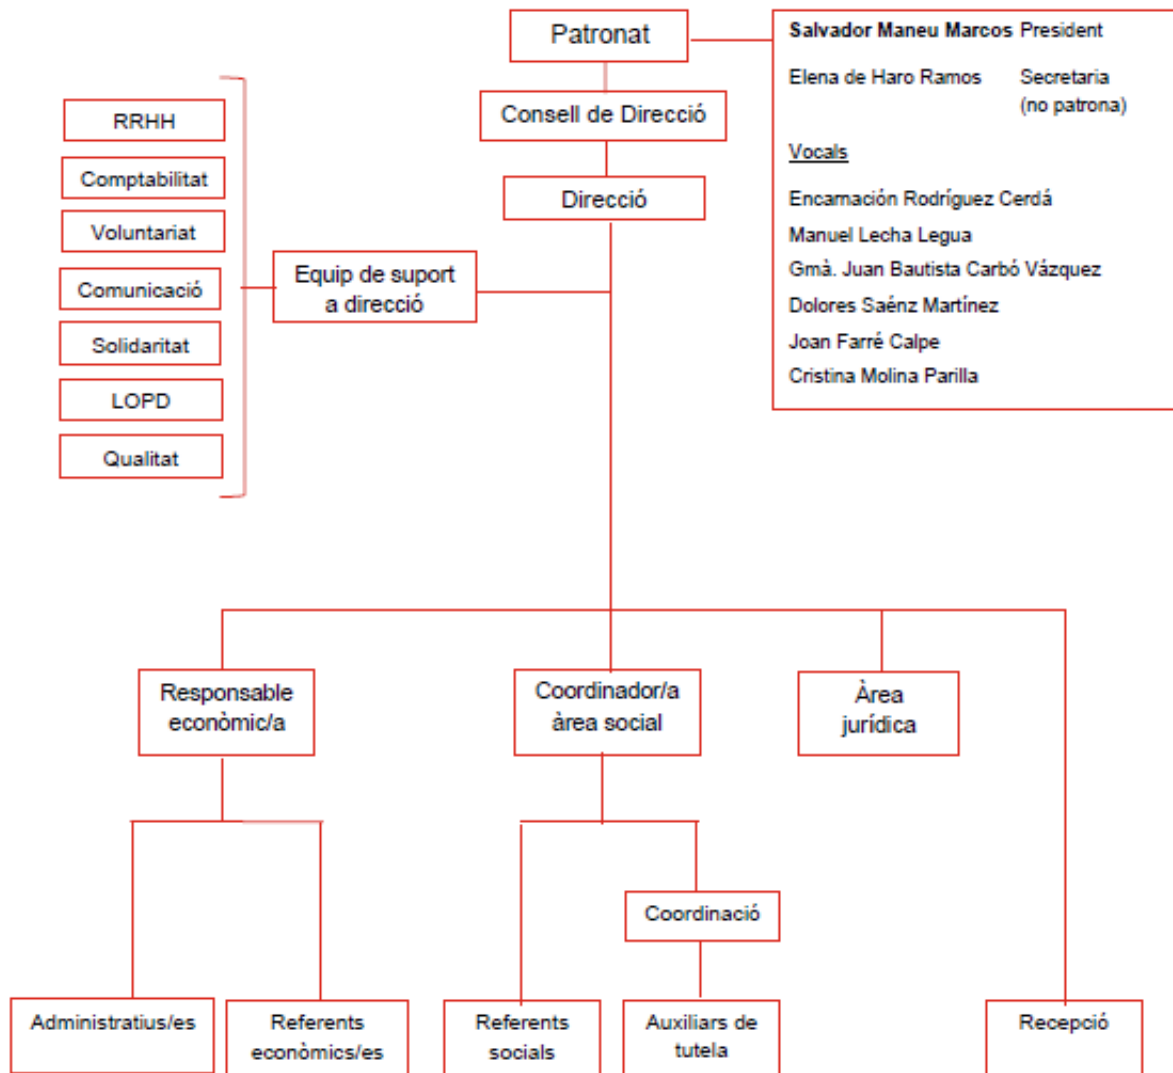 Patronat
Salvador Maneu Marcos President
Elena de Haro Ramos Secretaria
(no patrona)
Vocals
Encarnación Rodríguez Cerdá
Manuel Lecha Legua
Gmà. Juan Bautista Carbó Vázquez
Dolores Saénz Martínez
Joan Farré Calpe
Cristina Molina Parilla
Consell de Direcció
Direcció
Equip de suport
a direcció
RRHH
Comptabilitat
Voluntariat
Comunicació
Solidaritat
LOPD
Qualitat
Responsable
econòmic/a
Coordinador/a
àrea social
Àrea
jurídica
Coordinació
Administratius/es
Referents
econòmics/es
Referents
socials
Auxiliars de
tutela
Recepció